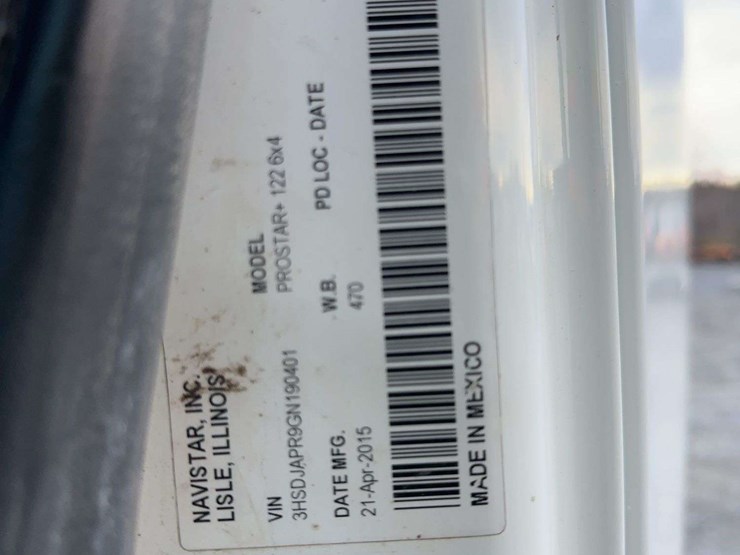 NAVISTAR, INC.
LISLE, ILLINOIS
VIN MODEL
3HSDJAPR9GN190401 PROSTAR+ 122 6x4
DATE MFG. W.B. PD LOC - DATE
21-Apr-2015 470
MADE IN MEXICO